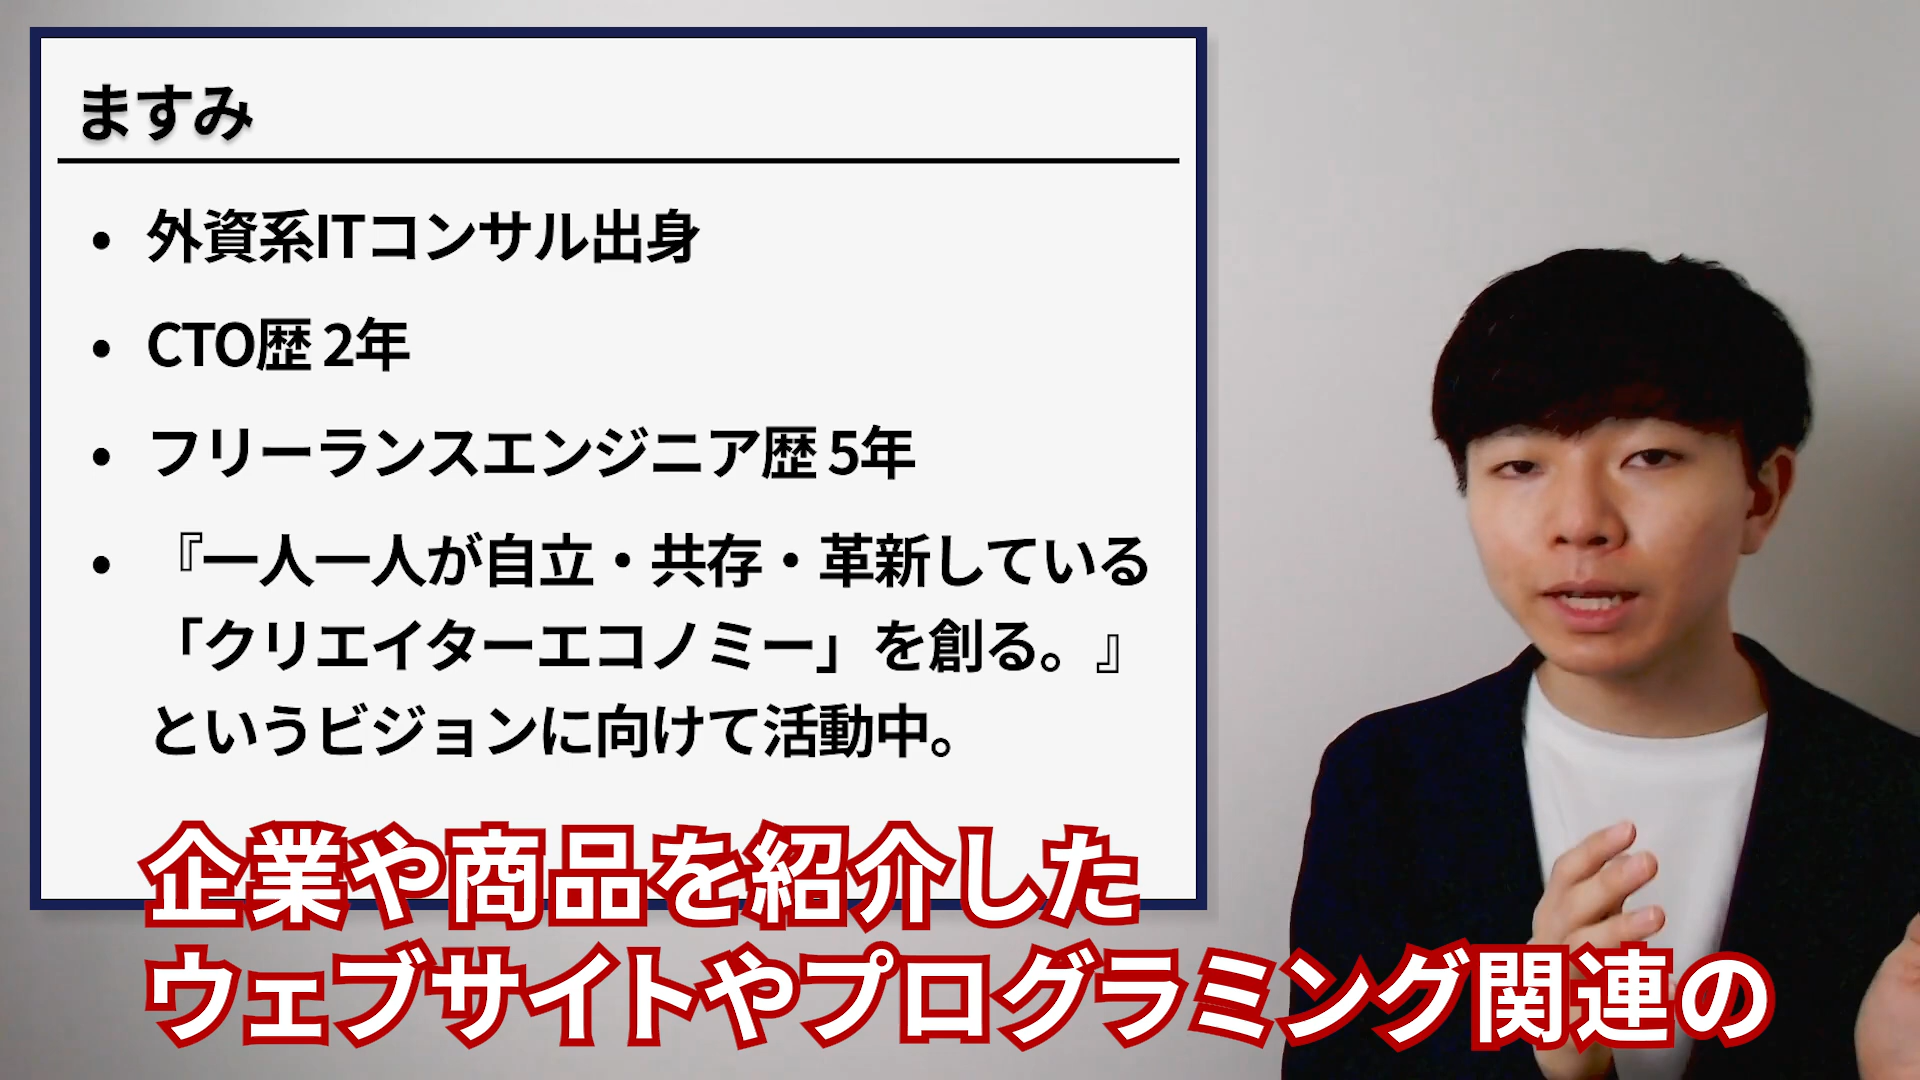 ますみ
• 外資系ITコンサル出身
• CTO歴 2年
• フリーランスエンジニア歴 5年
• 『一人一人が自立・共存・革新している
「クリエイターエコノミー」を創る。』
というビジョンに向けて活動中。
企業や商品を紹介した
ウェブサイトやプログラミング関連の